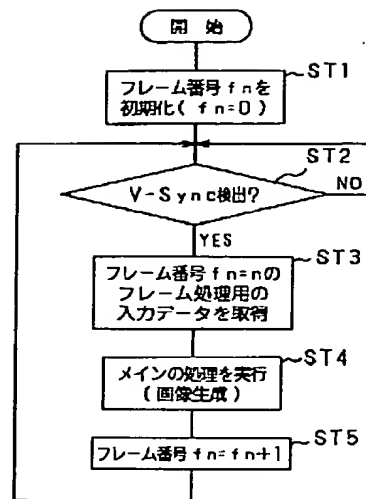 開 始
ST1
フレーム番号fnを
初期化(fn=0)
ST2
V-Sync検出?
NO
YES
ST3
フレーム番号fn=nの
フレーム処理用の
入力データを取得
ST4
メインの処理を実行
(画像生成)
ST5
フレーム番号fn=fn+1